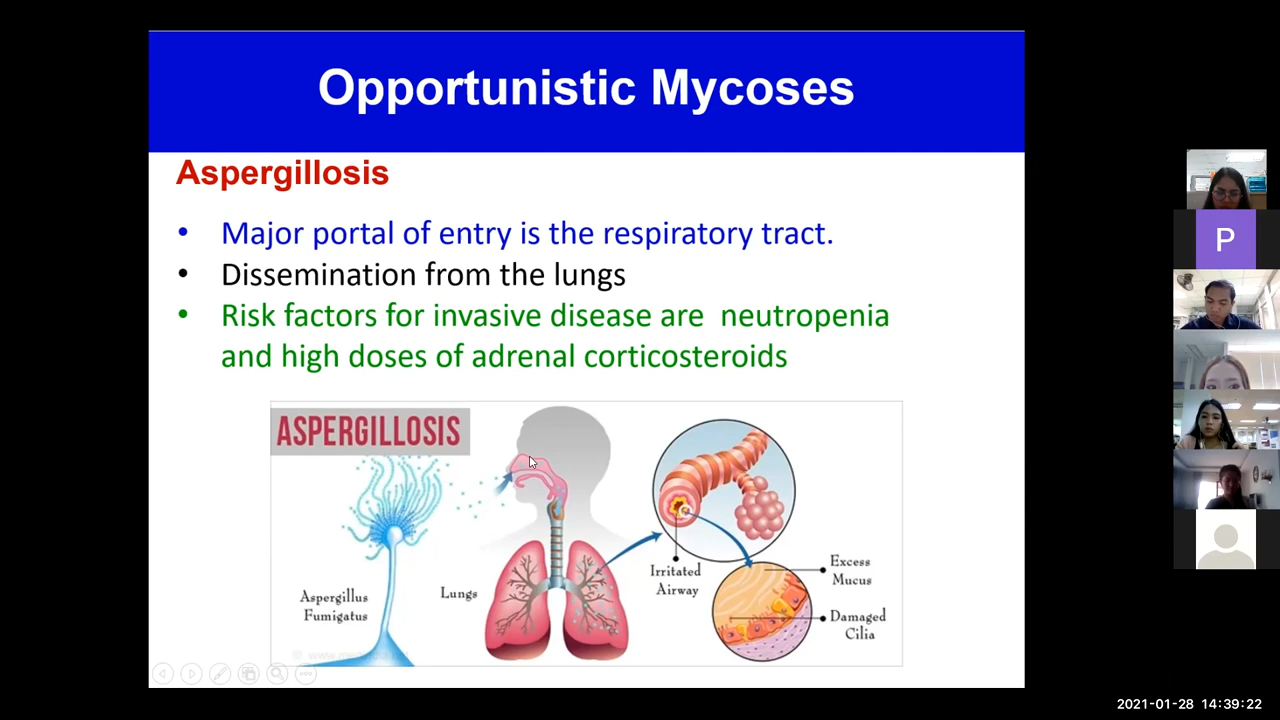 Opportunistic Mycoses
Aspergillosis
• Major portal of entry is the respiratory tract.
• Dissemination from the lungs
• Risk factors for invasive disease are neutropenia
and high doses of adrenal corticosteroids
ASPERGILLOSIS
Aspergillus
Fumigatus
Lungs
Irritated
Airway
Excess
Mucus
Damaged
Cilia
P
2021-01-28 14:39:22